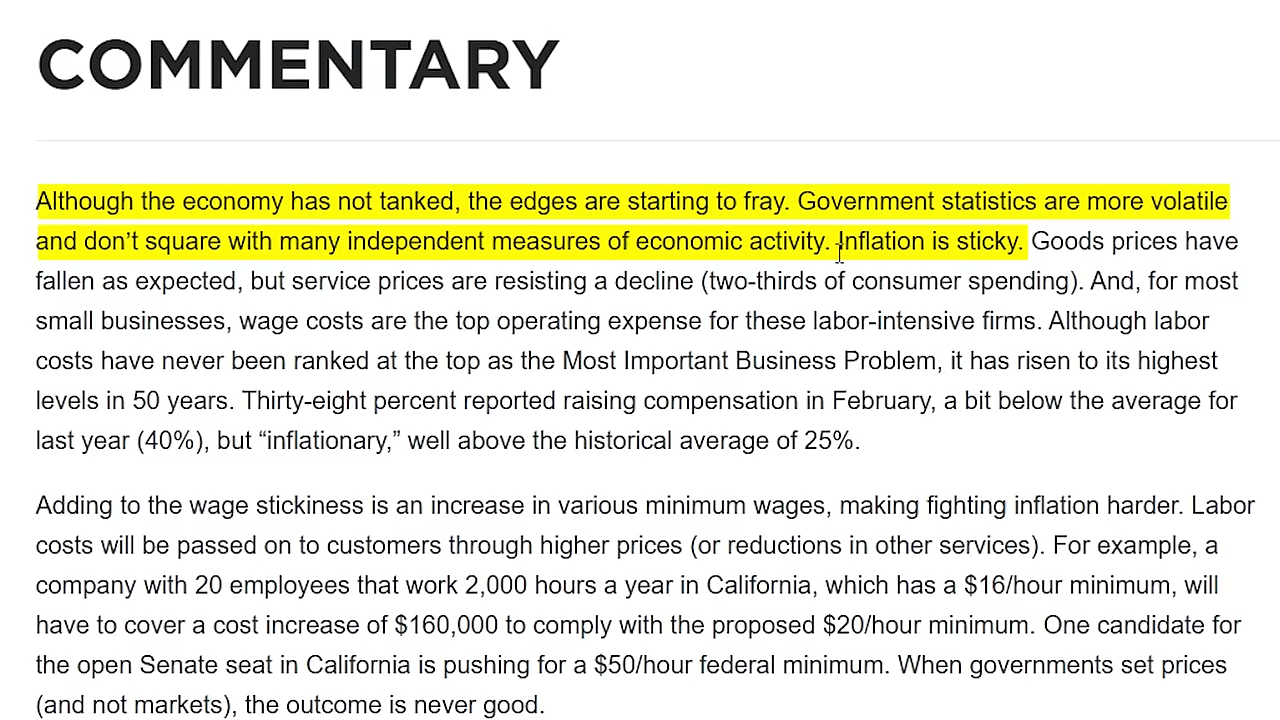 COMMENTARY
Although the economy has not tanked, the edges are starting to fray. Government statistics are more volatile
and don’t square with many independent measures of economic activity. Inflation is sticky. Goods prices have
fallen as expected, but service prices are resisting a decline (two-thirds of consumer spending). And, for most
small businesses, wage costs are the top operating expense for these labor-intensive firms. Although labor
costs have never been ranked at the top as the Most Important Business Problem, it has risen to its highest
levels in 50 years. Thirty-eight percent reported raising compensation in February, a bit below the average for
last year (40%), but “inflationary,” well above the historical average of 25%.
Adding to the wage stickiness is an increase in various minimum wages, making fighting inflation harder. Labor
costs will be passed on to customers through higher prices (or reductions in other services). For example, a
company with 20 employees that work 2,000 hours a year in California, which has a $16/hour minimum, will
have to cover a cost increase of $160,000 to comply with the proposed $20/hour minimum. One candidate for
the open Senate seat in California is pushing for a $50/hour federal minimum. When governments set prices
(and not markets), the outcome is never good.